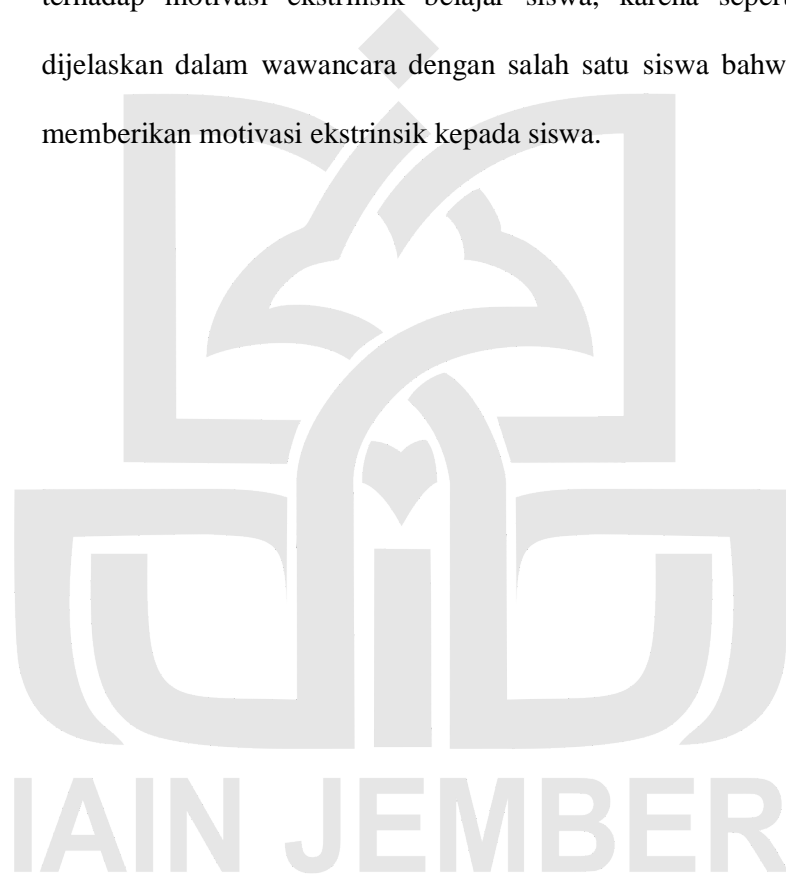 terhadap motivasi ekstrinsik belajar siswa, karena
dijelaskan dalam wawancara dengan salah satu siswa
memberikan motivasi ekstrinsik kepada siswa.
IAIN JEMBER